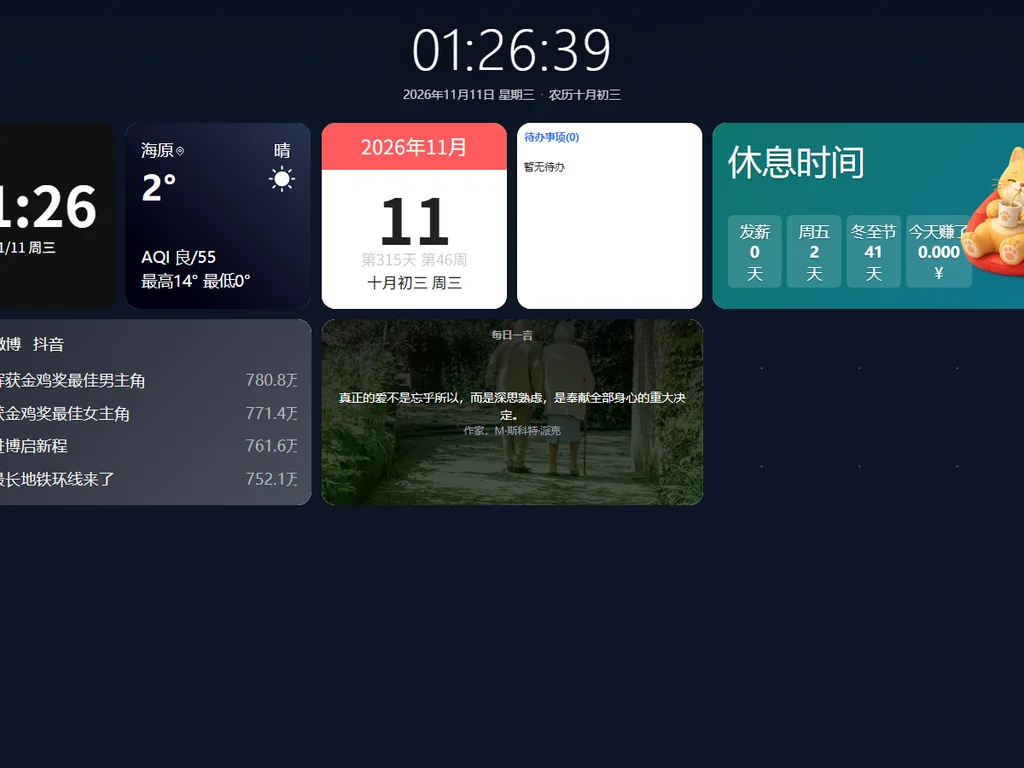 01:26:39
2026年11月11日 星期三 · 农历十月初三
1:26
1/11 周三
海原
晴
2°
AQI 良/55
最高14° 最低0°
2026年11月
11
第315天 第46周
十月初三 周三
待办事项(0)
暂无待办
休息时间
发薪
0
天
周五
2
天
冬至节
41
天
今天赚了
0.000
¥
微博 抖音
获金鸡奖最佳男主角 780.8万
获金鸡奖最佳女主角 771.4万
进博启新程 761.6万
最长地铁环线来了 752.1万
每日一言
真正的爱不是忘乎所以，而是深思熟虑，是奉献全部身心的重大决
定。
作家，M·斯科特·派克